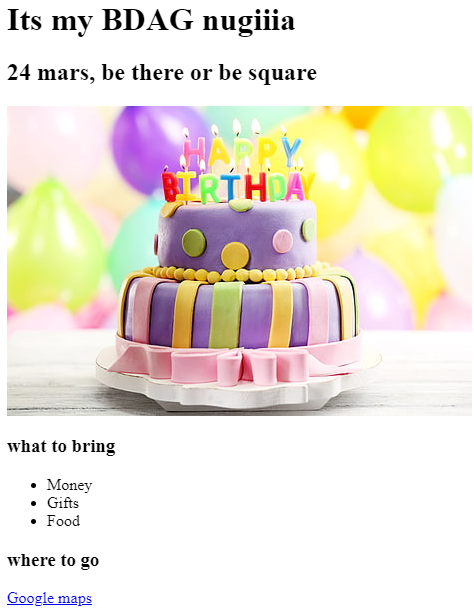 Its my BDAG nugiiia
24 mars, be there or be square
HAPPY
BIRTHDAY
what to bring
Money
Gifts
Food
where to go
Google maps